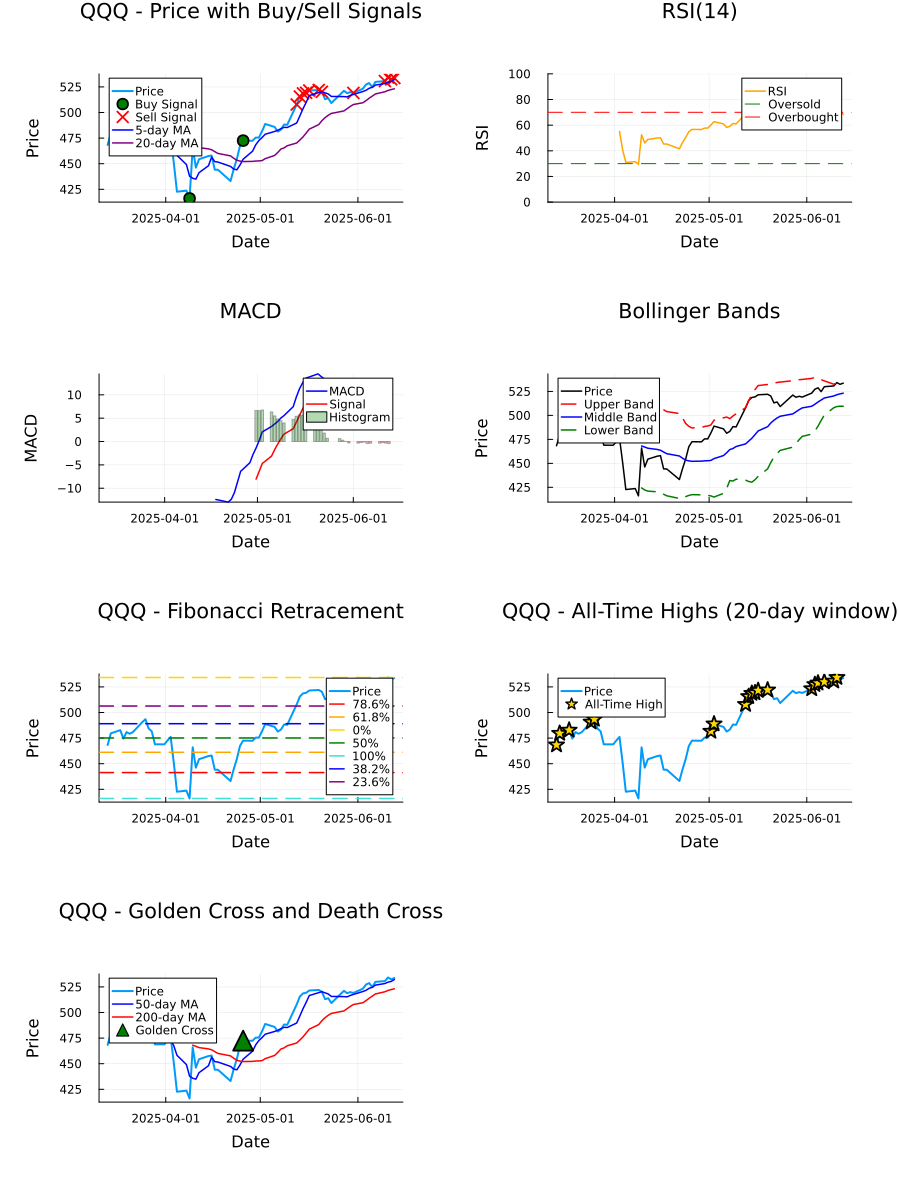 QQQ - Price with Buy/Sell Signals
Price
525
500
475
450
425
Price
Buy Signal
Sell Signal
5-day MA
20-day MA
2025-04-01
2025-05-01
2025-06-01
Date
RSI(14)
RSI
100
80
60
40
20
0
RSI
Oversold
Overbought
2025-04-01
2025-05-01
2025-06-01
Date
MACD
MACD
10
5
0
−5
−10
MACD
Signal
Histogram
2025-04-01
2025-05-01
2025-06-01
Date
Bollinger Bands
Price
525
500
475
450
425
Price
Upper Band
Middle Band
Lower Band
2025-04-01
2025-05-01
2025-06-01
Date
QQQ - Fibonacci Retracement
Price
525
500
475
450
425
Price
78.6%
61.8%
0%
50%
100%
38.2%
23.6%
2025-04-01
2025-05-01
2025-06-01
Date
QQQ - All-Time Highs (20-day window)
Price
525
500
475
450
425
Price
All-Time High
2025-04-01
2025-05-01
2025-06-01
Date
QQQ - Golden Cross and Death Cross
Price
525
500
475
450
425
Price
50-day MA
200-day MA
Golden Cross
2025-04-01
2025-05-01
2025-06-01
Date